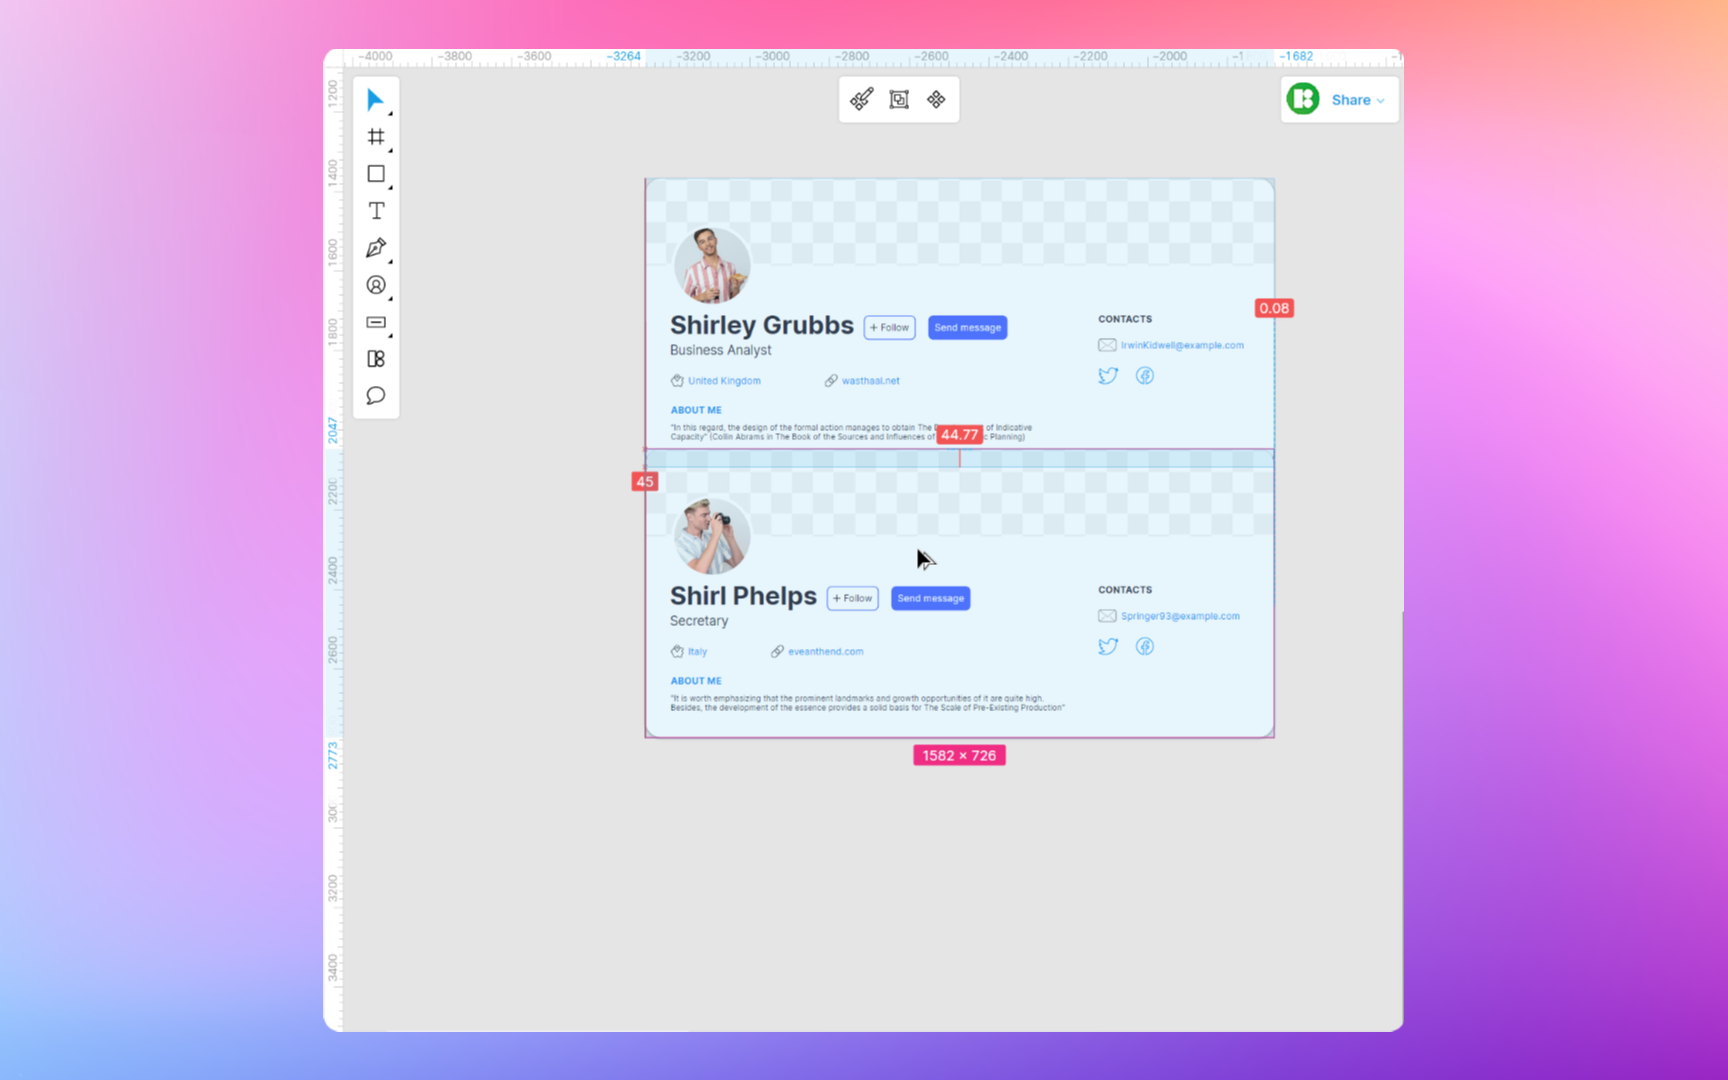 -4000 -3800 -3600 -3264 -3200 -3000 -2800 -2600 -2400 -2200 -2000 -1 -1682
1200
1400
1600
1800
2047
2200
2400
2600
2773
300
3200
3400
Share
Shirley Grubbs + Follow Send message
Business Analyst
United Kingdom wasthaal.net
ABOUT ME
"In this regard, the design of the formal action manages to obtain The of Indicative
Capacity" (Collin Abrams in The Book of the Sources and Influences of Planning)
CONTACTS
IrwinKidwell@example.com
0.08
44.77
45
Shirl Phelps + Follow Send message
Secretary
Italy eveanthend.com
ABOUT ME
"It is worth emphasizing that the prominent landmarks and growth opportunities of it are quite high.
Besides, the development of the essence provides a solid basis for The Scale of Pre-Existing Production"
CONTACTS
Springer93@example.com
1582 × 726